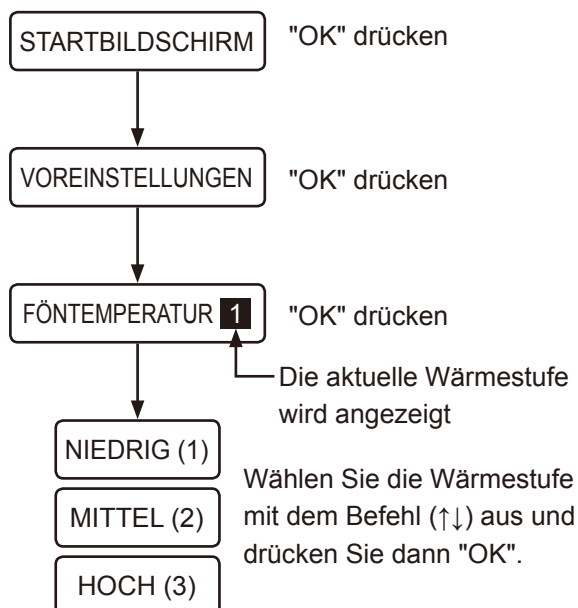 STARTBILDSCHIRM "OK" drücken
VOREINSTELLUNGEN "OK" drücken
FÖNTEMPERATUR 1 "OK" drücken
Die aktuelle Wärmestufe
wird angezeigt
NIEDRIG (1)
MITTEL (2)
HOCH (3)
Wählen Sie die Wärmestufe
mit dem Befehl (↑↓) aus und
drücken Sie dann "OK".